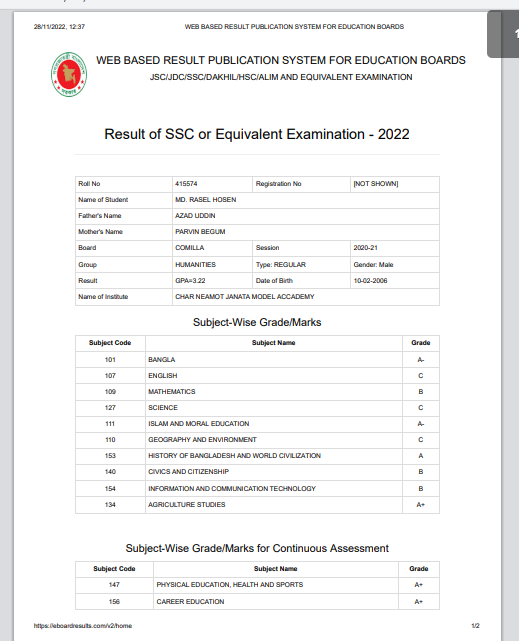 28/11/2022, 12:37 WEB BASED RESULT PUBLICATION SYSTEM FOR EDUCATION BOARDS
WEB BASED RESULT PUBLICATION SYSTEM FOR EDUCATION BOARDS
JSC/JDC/SSC/DAKHIL/HSC/ALIM AND EQUIVALENT EXAMINATION
Result of SSC or Equivalent Examination - 2022
Roll No 415574 Registration No [NOT SHOWN]
Name of Student MD. RASEL HOSEN
Father's Name AZAD UDDIN
Mother's Name PARVIN BEGUM
Board COMILLA Session 2020-21
Group HUMANITIES Type: REGULAR Gender: Male
Result GPA=3.22 Date of Birth 10-02-2006
Name of Institute CHAR NEAMOT JANATA MODEL ACCADEMY
Subject-Wise Grade/Marks
Subject Code Subject Name Grade
101 BANGLA A-
107 ENGLISH C
109 MATHEMATICS B
127 SCIENCE C
111 ISLAM AND MORAL EDUCATION A-
110 GEOGRAPHY AND ENVIRONMENT C
153 HISTORY OF BANGLADESH AND WORLD CIVILIZATION A
140 CIVICS AND CITIZENSHIP B
154 INFORMATION AND COMMUNICATION TECHNOLOGY B
134 AGRICULTURE STUDIES A+
Subject-Wise Grade/Marks for Continuous Assessment
Subject Code Subject Name Grade
147 PHYSICAL EDUCATION, HEALTH AND SPORTS A+
156 CAREER EDUCATION A+
https://eboardresults.com/v2/home 1/2